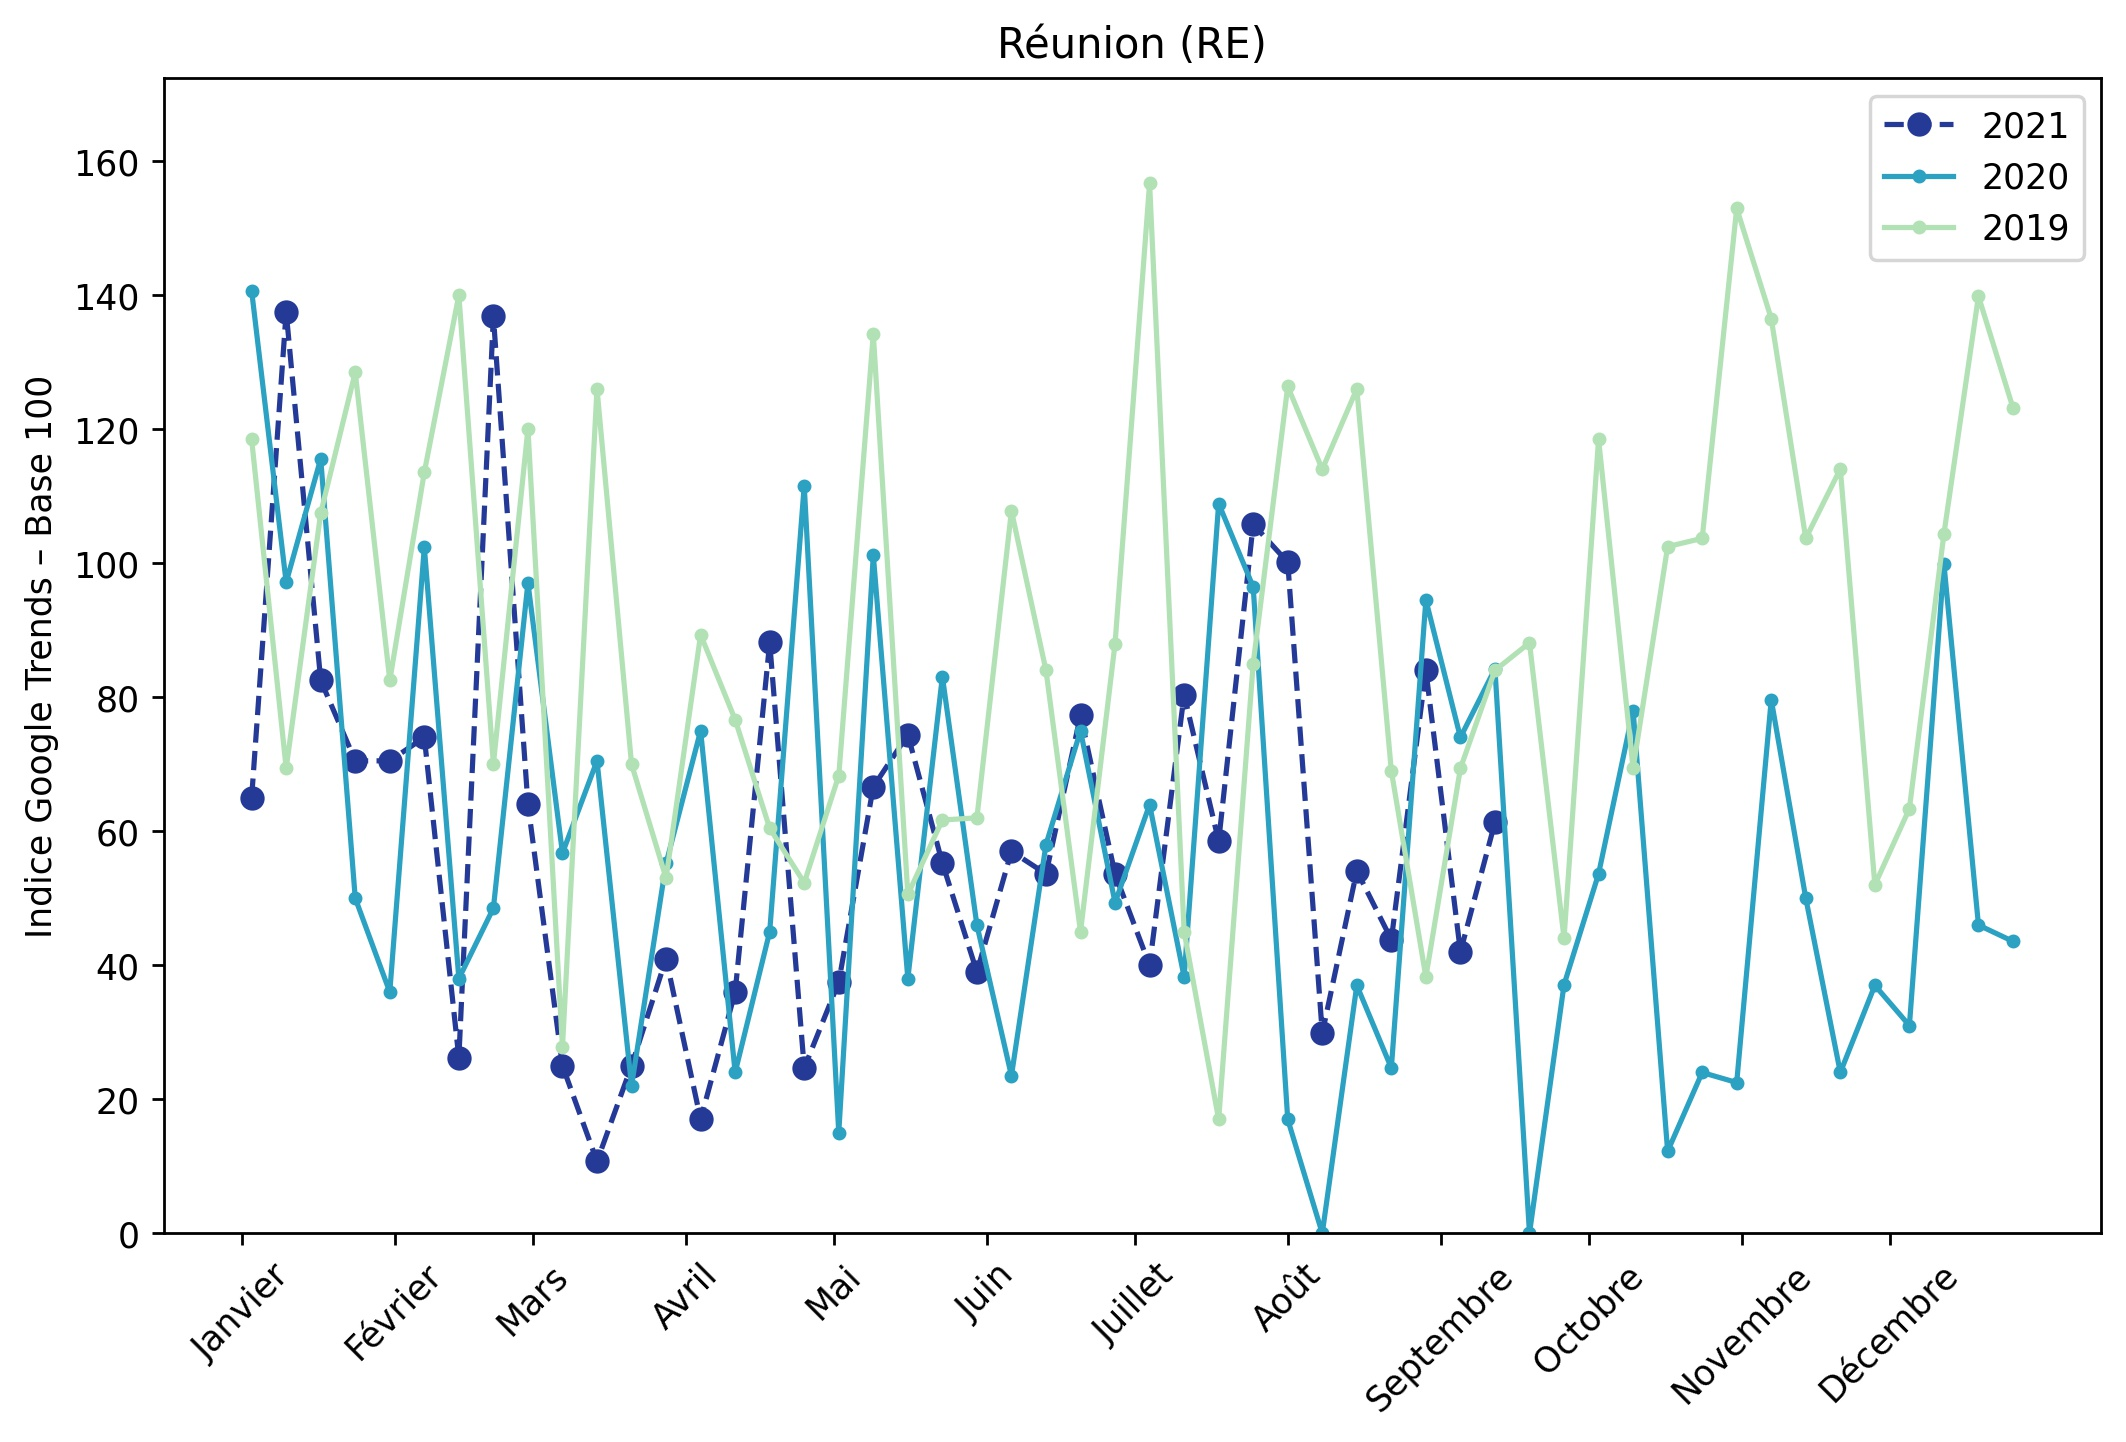 Réunion (RE)
Indice Google Trends – Base 100
160
140
120
100
80
60
40
20
0
2021
2020
2019
Janvier
Février
Mars
Avril
Mai
Juin
Juillet
Août
Septembre
Octobre
Novembre
Décembre